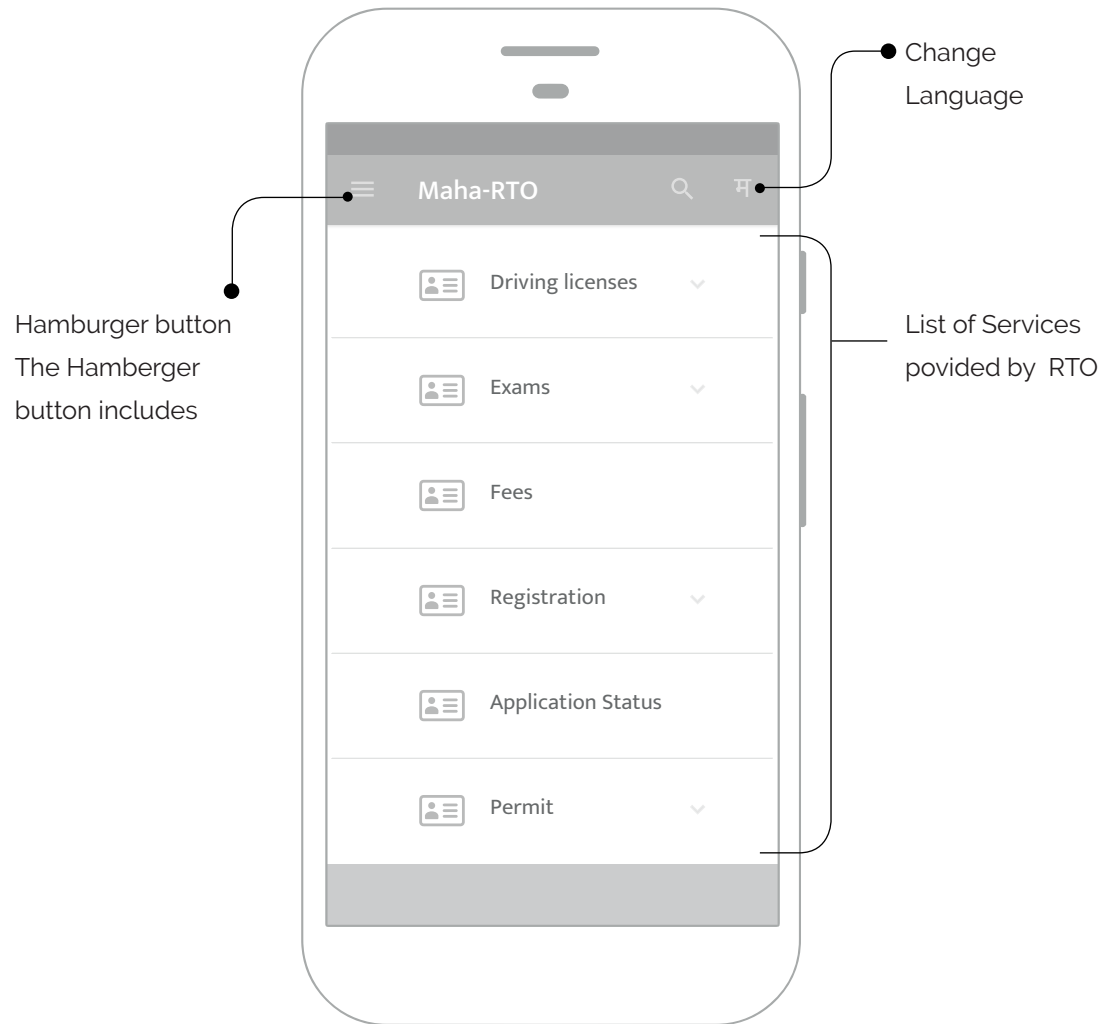 Change
Language
Maha-RTO म
Hamburger button
The Hamberger
button includes
Driving licenses
Exams
Fees
Registration
Application Status
Permit
List of Services
povided by RTO